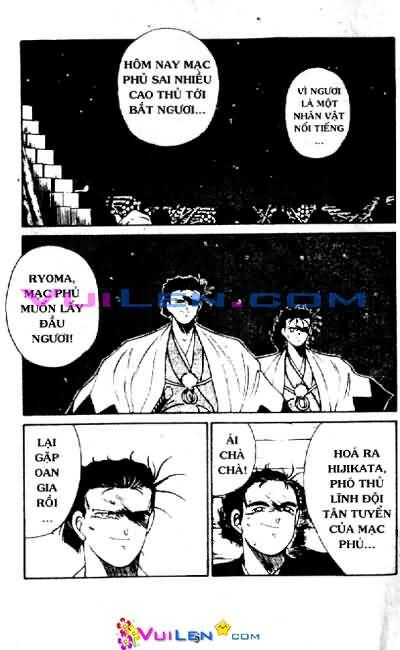 HÔM NAY MẠC
PHỦ SAI NHIỀU
CAO THỦ TỚI
BẮT NGƯƠI...
VÌ NGƯƠI
LÀ MỘT
NHÂN VẬT
NỔI TIẾNG
...
RYOMA,
MẠC PHỦ
MUỐN LẤY
ĐẦU
NGƯƠI!
VUILEN.COM
LẠI
GẶP
OAN
GIA
RỒI
...
ÁI
CHÀ
CHÀ!
HOÁ RA
HIJIKATA,
PHÓ THỦ
LĨNH ĐỘI
TÂN TUYỂN
CỦA MẠC
PHỦ...
VUILEN.COM